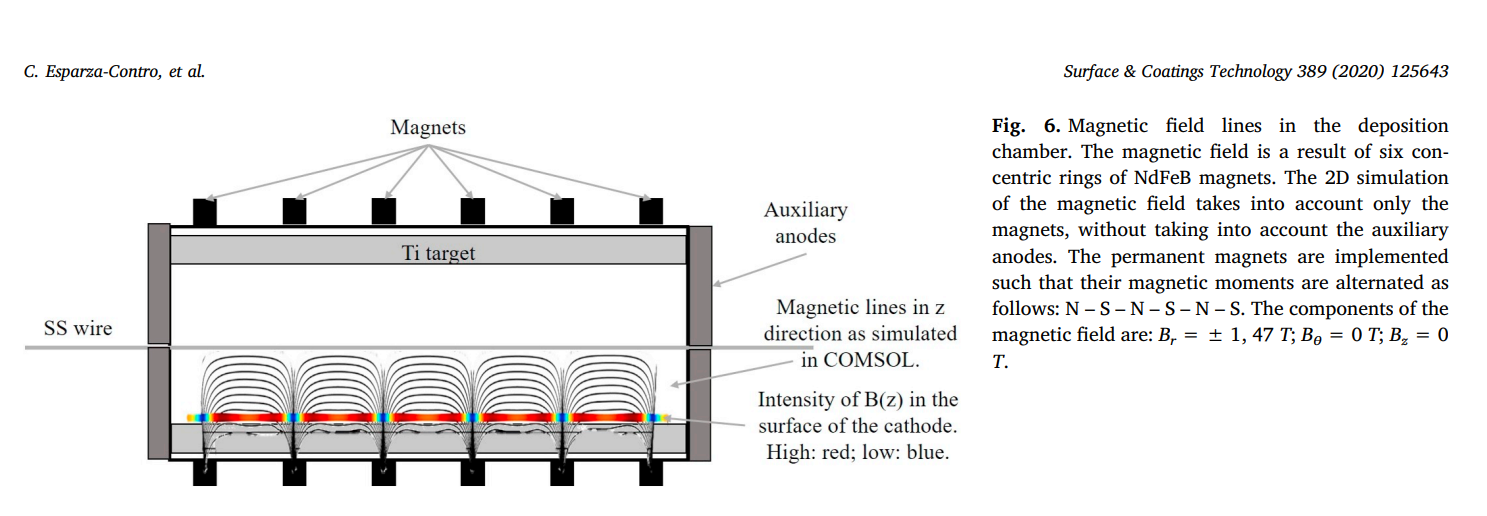 C. Esparza-Contro, et al.
Surface & Coatings Technology 389 (2020) 125643
Magnets
Auxiliary
anodes
Ti target
Magnetic lines in z
direction as simulated
in COMSOL.
SS wire
Intensity of B(z) in the
surface of the cathode.
High: red; low: blue.
Fig. 6. Magnetic field lines in the deposition
chamber. The magnetic field is a result of six con-
centric rings of NdFeB magnets. The 2D simulation
of the magnetic field takes into account only the
magnets, without taking into account the auxiliary
anodes. The permanent magnets are implemented
such that their magnetic moments are alternated as
follows: N – S – N – S – N – S. The components of the
magnetic field are: Br = ± 1, 47 T; Bθ = 0 T; Bz = 0
T.